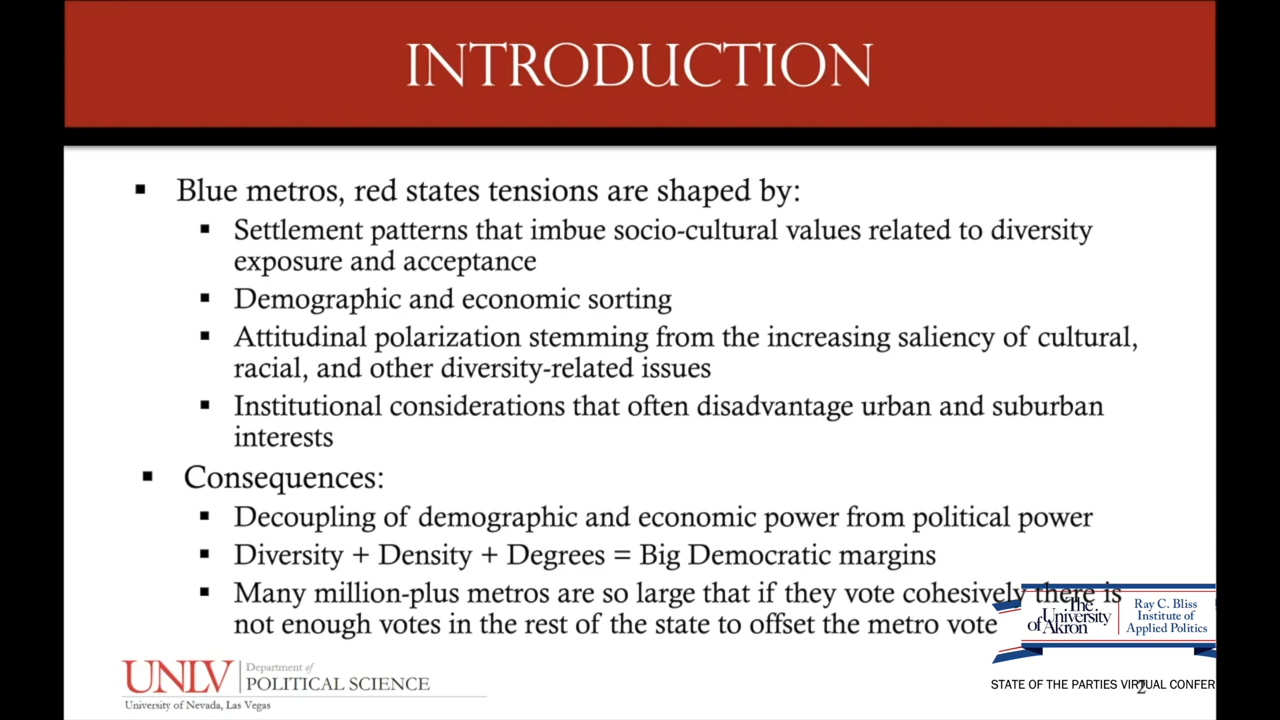 INTRODUCTION
▪ Blue metros, red states tensions are shaped by:
▪ Settlement patterns that imbue socio-cultural values related to diversity
exposure and acceptance
▪ Demographic and economic sorting
▪ Attitudinal polarization stemming from the increasing saliency of cultural,
racial, and other diversity-related issues
▪ Institutional considerations that often disadvantage urban and suburban
interests
▪ Consequences:
▪ Decoupling of demographic and economic power from political power
▪ Diversity + Density + Degrees = Big Democratic margins
▪ Many million-plus metros are so large that if they vote cohesively there is
not enough votes in the rest of the state to offset the metro vote
The
University
of Akron
Ray C. Bliss
Institute of
Applied Politics
UNLV
Department of
POLITICAL SCIENCE
University of Nevada, Las Vegas
STATE OF THE PARTIES VIRTUAL CONFER
2